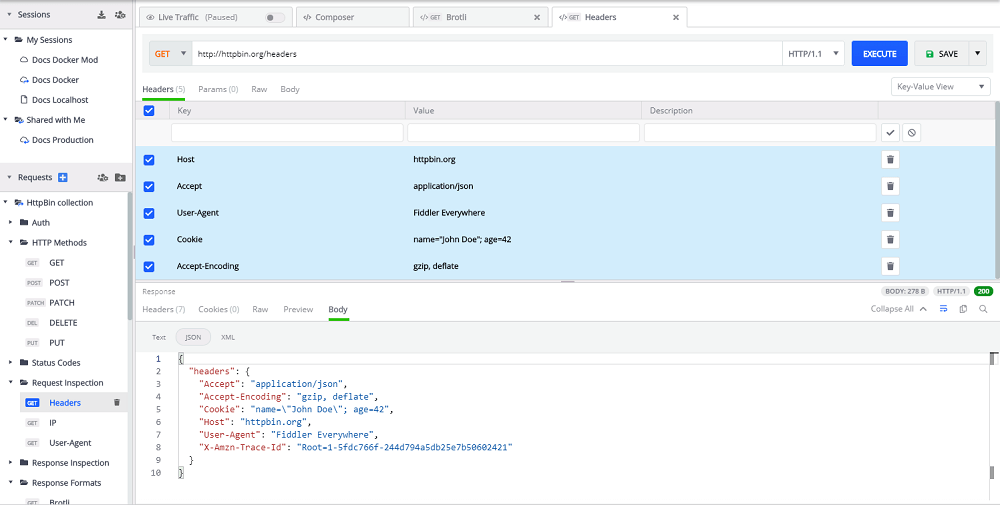 Sessions
My Sessions
Docs Docker Mod
Docs Docker
Docs Localhost
Shared with Me
Docs Production
Requests
HttpBin collection
Auth
HTTP Methods
GET GET
POST POST
PATCH PATCH
DEL DELETE
PUT PUT
Status Codes
Request Inspection
GET Headers
GET IP
GET User-Agent
Response Inspection
Response Formats
GET Brotli
Live Traffic (Paused)
</> Composer
</> GET Brotli
</> GET Headers
GET http://httpbin.org/headers HTTP/1.1 EXECUTE SAVE
Headers (5) Params (0) Raw Body Key-Value View
Key Value Description
Host httpbin.org
Accept application/json
User-Agent Fiddler Everywhere
Cookie name="John Doe"; age=42
Accept-Encoding gzip, deflate
Response BODY: 278 B HTTP/1.1 200
Headers (7) Cookies (0) Raw Preview Body Collapse All
Text JSON XML
1 {
2 "headers": {
3 "Accept": "application/json",
4 "Accept-Encoding": "gzip, deflate",
5 "Cookie": "name=\"John Doe\"; age=42",
6 "Host": "httpbin.org",
7 "User-Agent": "Fiddler Everywhere",
8 "X-Amzn-Trace-Id": "Root=1-5fdc766f-244d794a5db25e7b50602421"
9 }
10 }